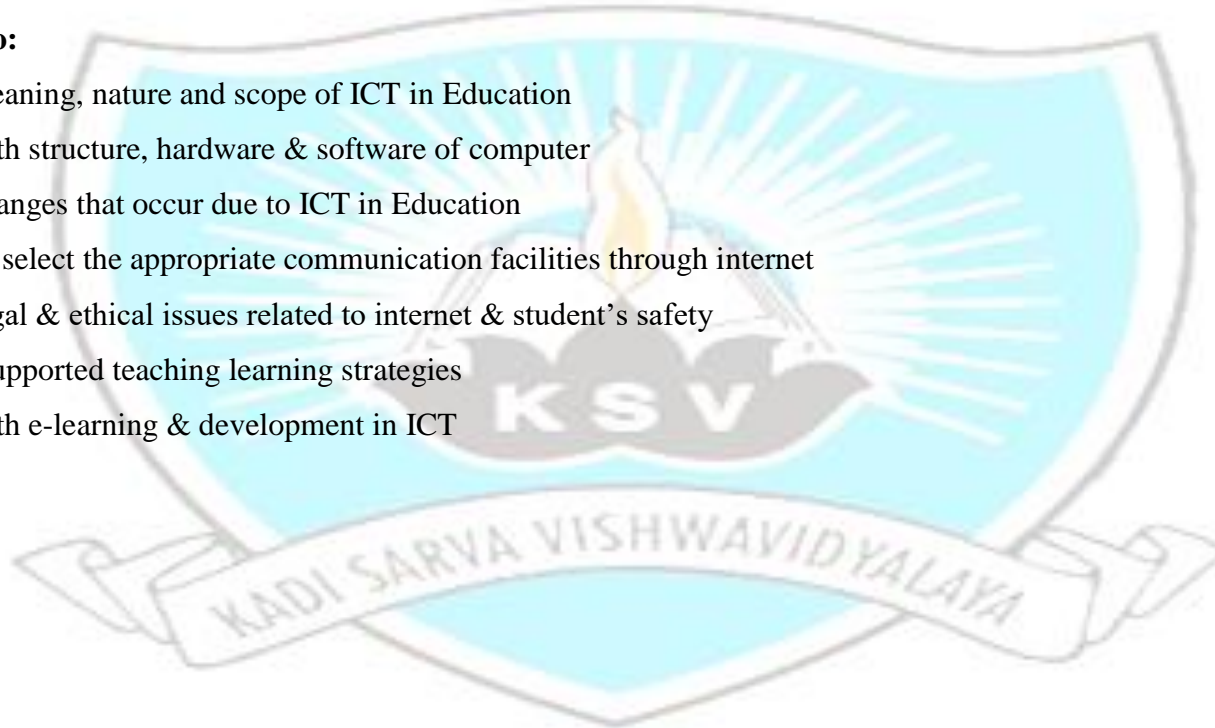 o:
eaning, nature and scope of ICT in Education
th structure, hardware & software of computer
anges that occur due to ICT in Education
select the appropriate communication facilities through internet
gal & ethical issues related to internet & student’s safety
upported teaching learning strategies
th e-learning & development in ICT
KSV
KADI SARVA VISHWAVIDYALAYA